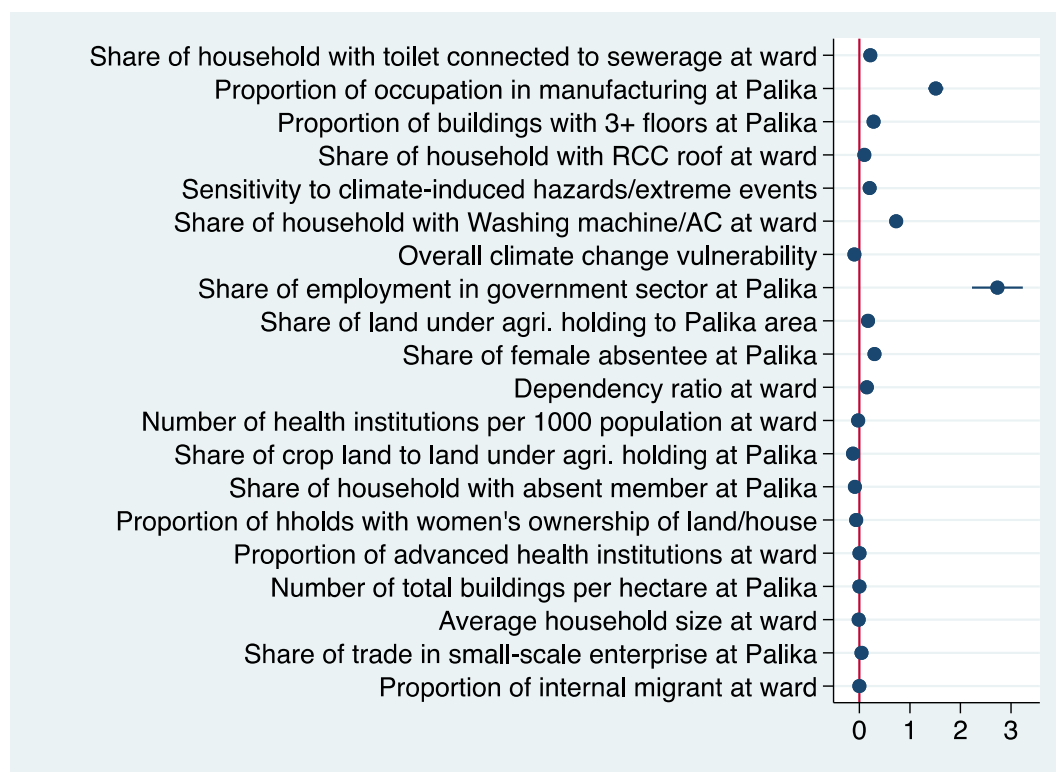 Share of household with toilet connected to sewerage at ward
Proportion of occupation in manufacturing at Palika
Proportion of buildings with 3+ floors at Palika
Share of household with RCC roof at ward
Sensitivity to climate-induced hazards/extreme events
Share of household with Washing machine/AC at ward
Overall climate change vulnerability
Share of employment in government sector at Palika
Share of land under agri. holding to Palika area
Share of female absentee at Palika
Dependency ratio at ward
Number of health institutions per 1000 population at ward
Share of crop land to land under agri. holding at Palika
Share of household with absent member at Palika
Proportion of hholds with women's ownership of land/house
Proportion of advanced health institutions at ward
Number of total buildings per hectare at Palika
Average household size at ward
Share of trade in small-scale enterprise at Palika
Proportion of internal migrant at ward
0 1 2 3